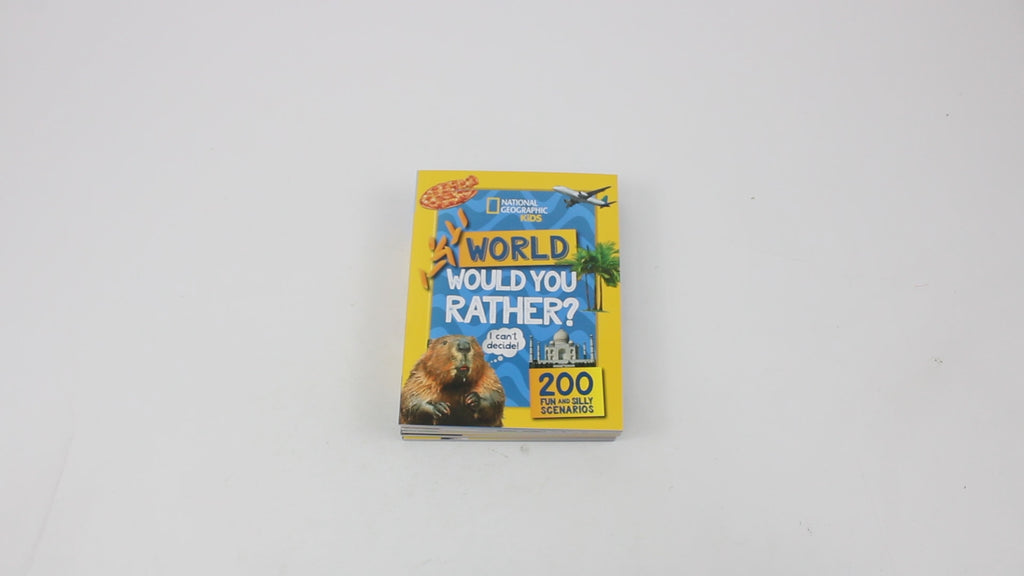 NATIONAL
GEOGRAPHIC
KiDS
WORLD
WOULD YOU
RATHER?
I can't
decide!
200
FUN AND SILLY
SCENARIOS